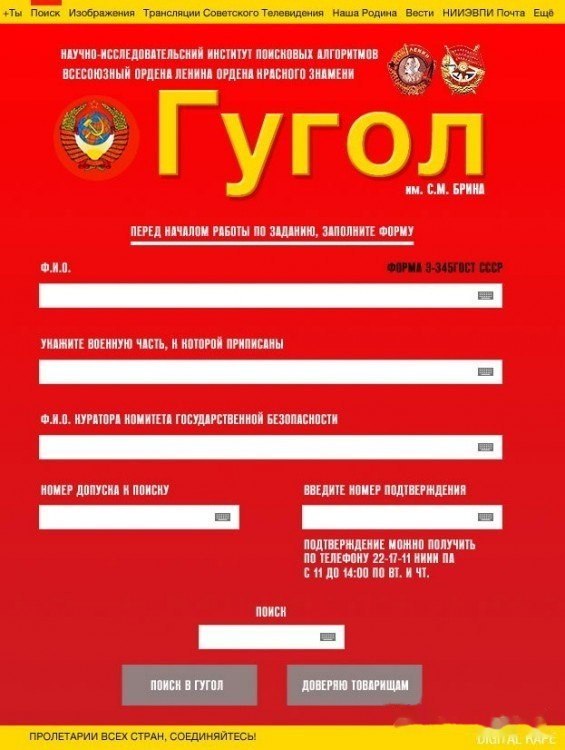 +Ты Поиск Изображения Трансляции Советского Телевидения Наша Родина Вести НИИЭВПИ Почта Ещё
НАУЧНО-ИССЛЕДОВАТЕЛЬСКИЙ ИНСТИТУТ ПОИСКОВЫХ АЛГОРИТМОВ
ВСЕСОЮЗНЫЙ ОРДЕНА ЛЕНИНА ОРДЕНА КРАСНОГО ЗНАМЕНИ
Гугол
им. С.М. БРИНА
ПЕРЕД НАЧАЛОМ РАБОТЫ ПО ЗАДАНИЮ, ЗАПОЛНИТЕ ФОРМУ
Ф.И.О. ФОРМА Э-345ГОСТ СССР
УКАЖИТЕ ВОЕННУЮ ЧАСТЬ, К КОТОРОЙ ПРИПИСАНЫ
Ф.И.О. КУРАТОРА КОМИТЕТА ГОСУДАРСТВЕННОЙ БЕЗОПАСНОСТИ
НОМЕР ДОПУСКА К ПОИСКУ ВВЕДИТЕ НОМЕР ПОДТВЕРЖДЕНИЯ
ПОДТВЕРЖДЕНИЕ МОЖНО ПОЛУЧИТЬ
ПО ТЕЛЕФОНУ 22-17-11 НИИИ ПА
С 11 ДО 14:00 ПО ВТ. И ЧТ.
ПОИСК
ПОИСК В ГУГОЛ ДОВЕРЯЮ ТОВАРИЩАМ
ПРОЛЕТАРИИ ВСЕХ СТРАН, СОЕДИНЯЙТЕСЬ! DIGITAL